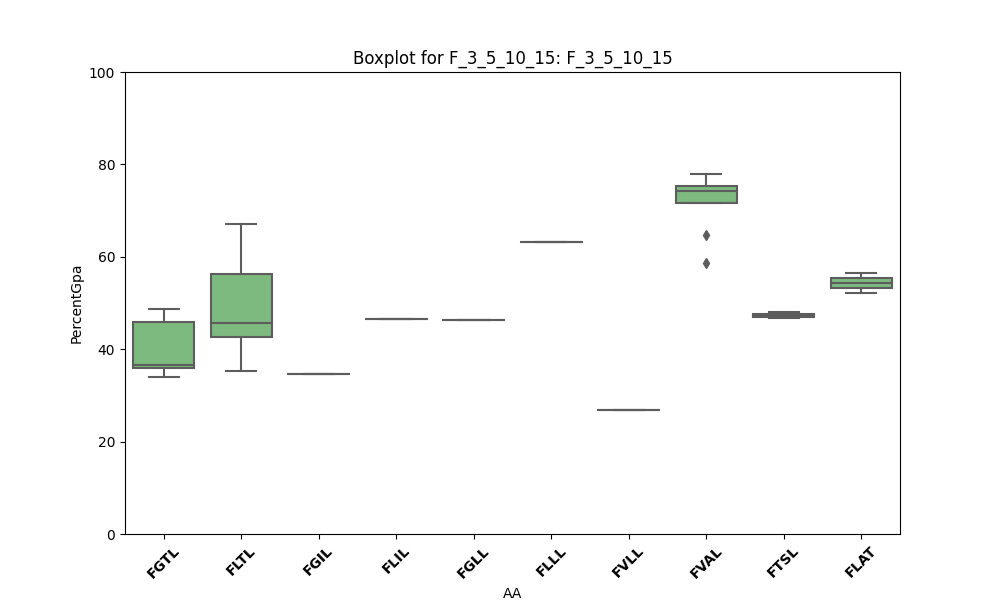 Boxplot for F_3_5_10_15: F_3_5_10_15
100
80
60
40
20
0
PercentGpa
FGTL FLTL FGIL FLIL FGLL FLLL FVLL FVAL FTSL FLAT
AA